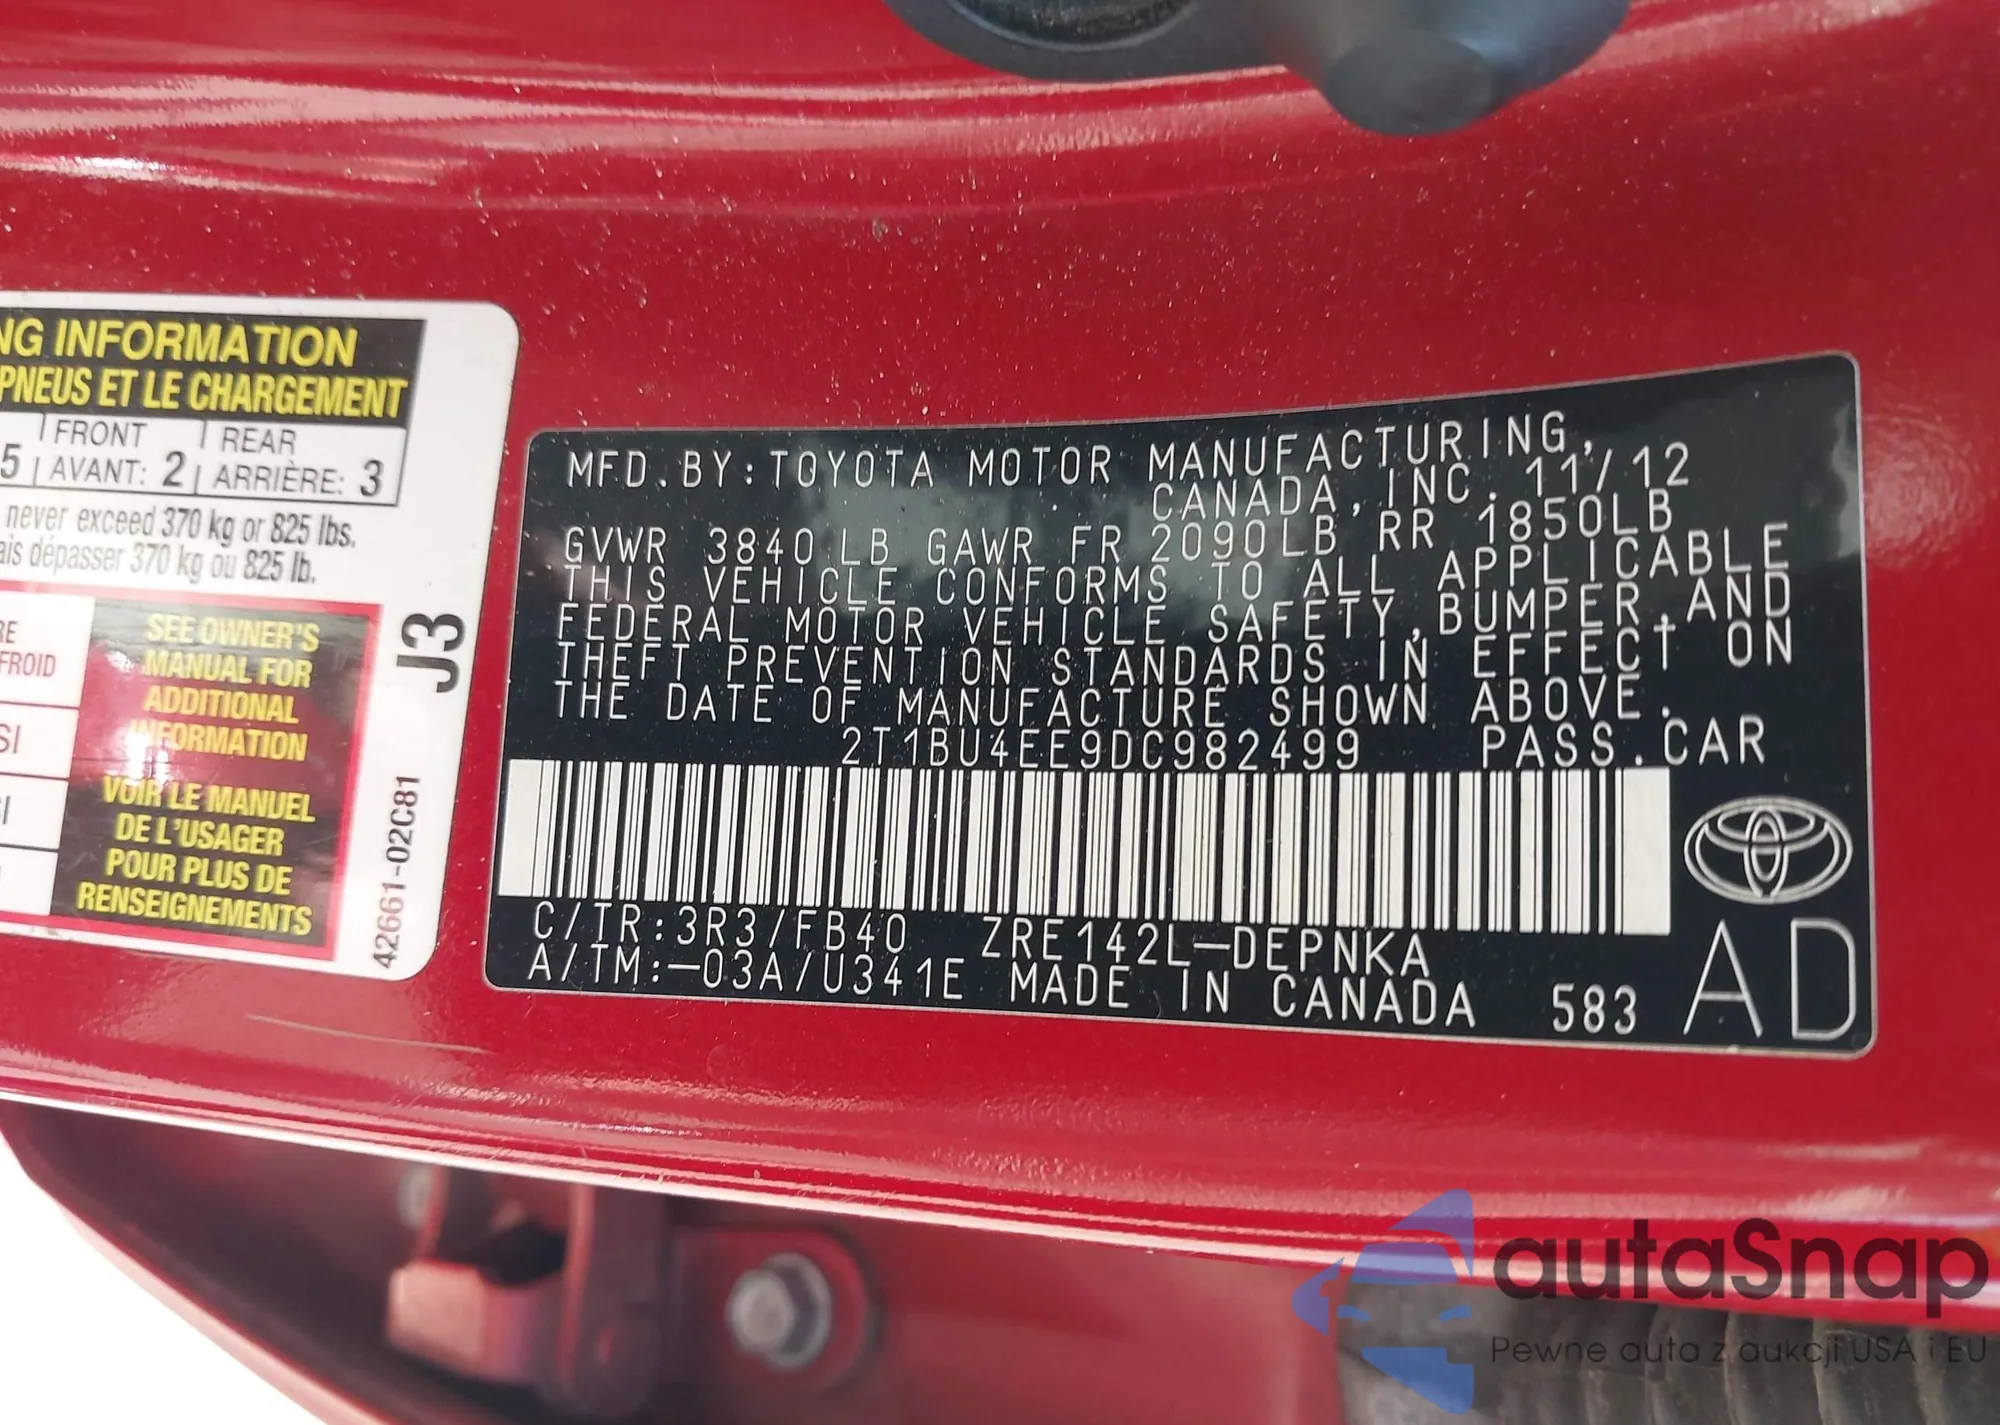 NG INFORMATION
PNEUS ET LE CHARGEMENT
5 FRONT AVANT: 2 REAR ARRIÈRE: 3
never exceed 370 kg or 825 lbs.
ais dépasser 370 kg ou 825 lb.
RE
FROID
SI
SEE OWNER'S
MANUAL FOR
ADDITIONAL
INFORMATION
VOIR LE MANUEL
DE L'USAGER
POUR PLUS DE
RENSEIGNEMENTS
J3
42661-02C81
MFD.BY:TOYOTA MOTOR MANUFACTURING,
CANADA,INC. 11/12
GVWR 3840LB GAWR FR 2090LB RR 1850LB
THIS VEHICLE CONFORMS TO ALL APPLICABLE
FEDERAL MOTOR VEHICLE SAFETY,BUMPER,AND
THEFT PREVENTION STANDARDS IN EFFECT ON
THE DATE OF MANUFACTURE SHOWN ABOVE.
2T1BU4EE9DC982499 PASS.CAR
C/TR:3R3/FB40 ZRE142L-DEPNKA
A/TM:-03A/U341E MADE IN CANADA 583
AD
autaSnap
Pewne auta z aukcji USA i EU